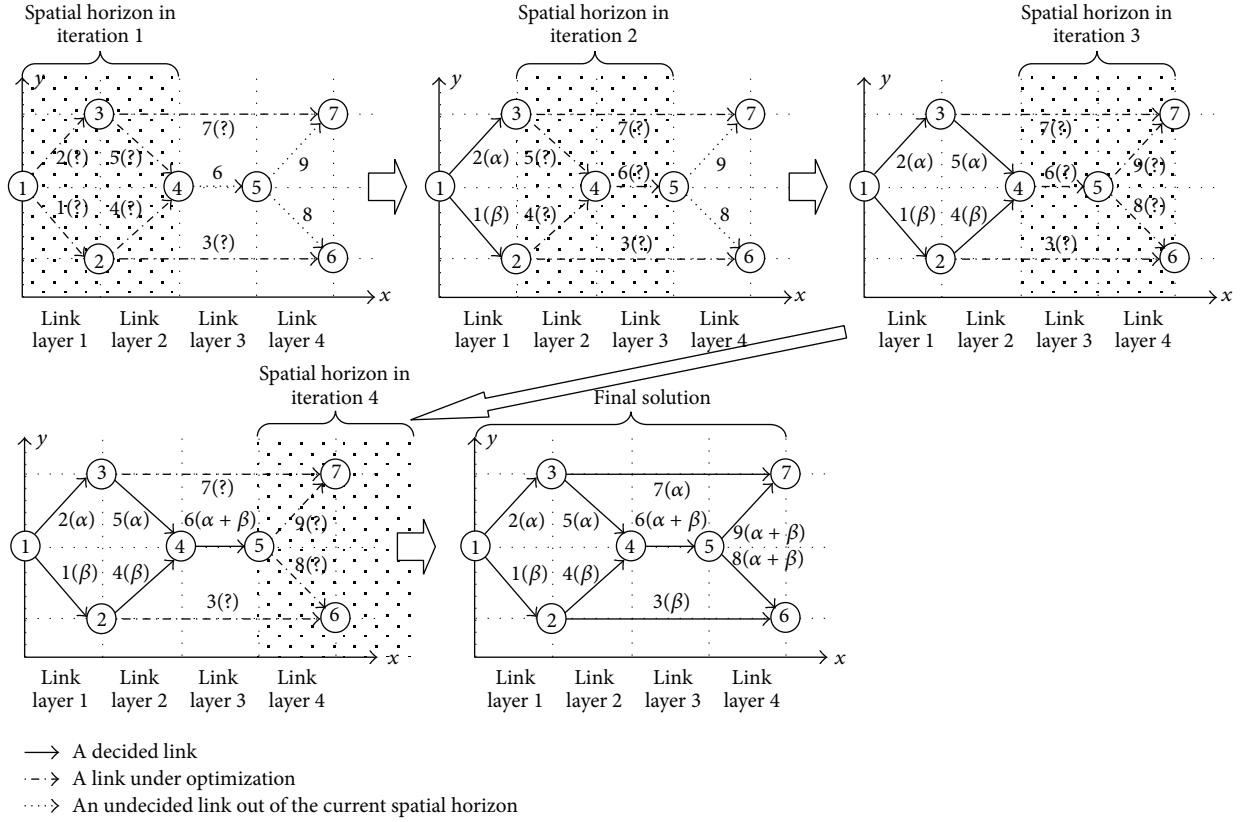 Spatial horizon in
iteration 1
y
3
7
7(?)
2(?)
5(?)
6
9
1
4
5
1(?)
4(?)
8
2
3(?)
6
x
Link
layer 1
Link
layer 2
Link
layer 3
Link
layer 4
Spatial horizon in
iteration 2
y
3
7
7(?)
2(α)
5(?)
6(?)
9
1
4
5
1(β)
4(?)
8
2
3(?)
6
x
Link
layer 1
Link
layer 2
Link
layer 3
Link
layer 4
Spatial horizon in
iteration 3
y
3
7
7(?)
2(α)
5(α)
6(?)
9(?)
1
4
5
1(β)
4(β)
8(?)
2
3(?)
6
x
Link
layer 1
Link
layer 2
Link
layer 3
Link
layer 4
Spatial horizon in
iteration 4
y
3
7
7(?)
2(α)
5(α)
6(α + β)
9(?)
1
4
5
1(β)
4(β)
8(?)
2
3(?)
6
x
Link
layer 1
Link
layer 2
Link
layer 3
Link
layer 4
Final solution
y
3
7
7(α)
2(α)
5(α)
6(α + β)
9(α + β)
1
4
5
8(α + β)
1(β)
4(β)
3(β)
2
6
x
Link
layer 1
Link
layer 2
Link
layer 3
Link
layer 4
A decided link
A link under optimization
An undecided link out of the current spatial horizon